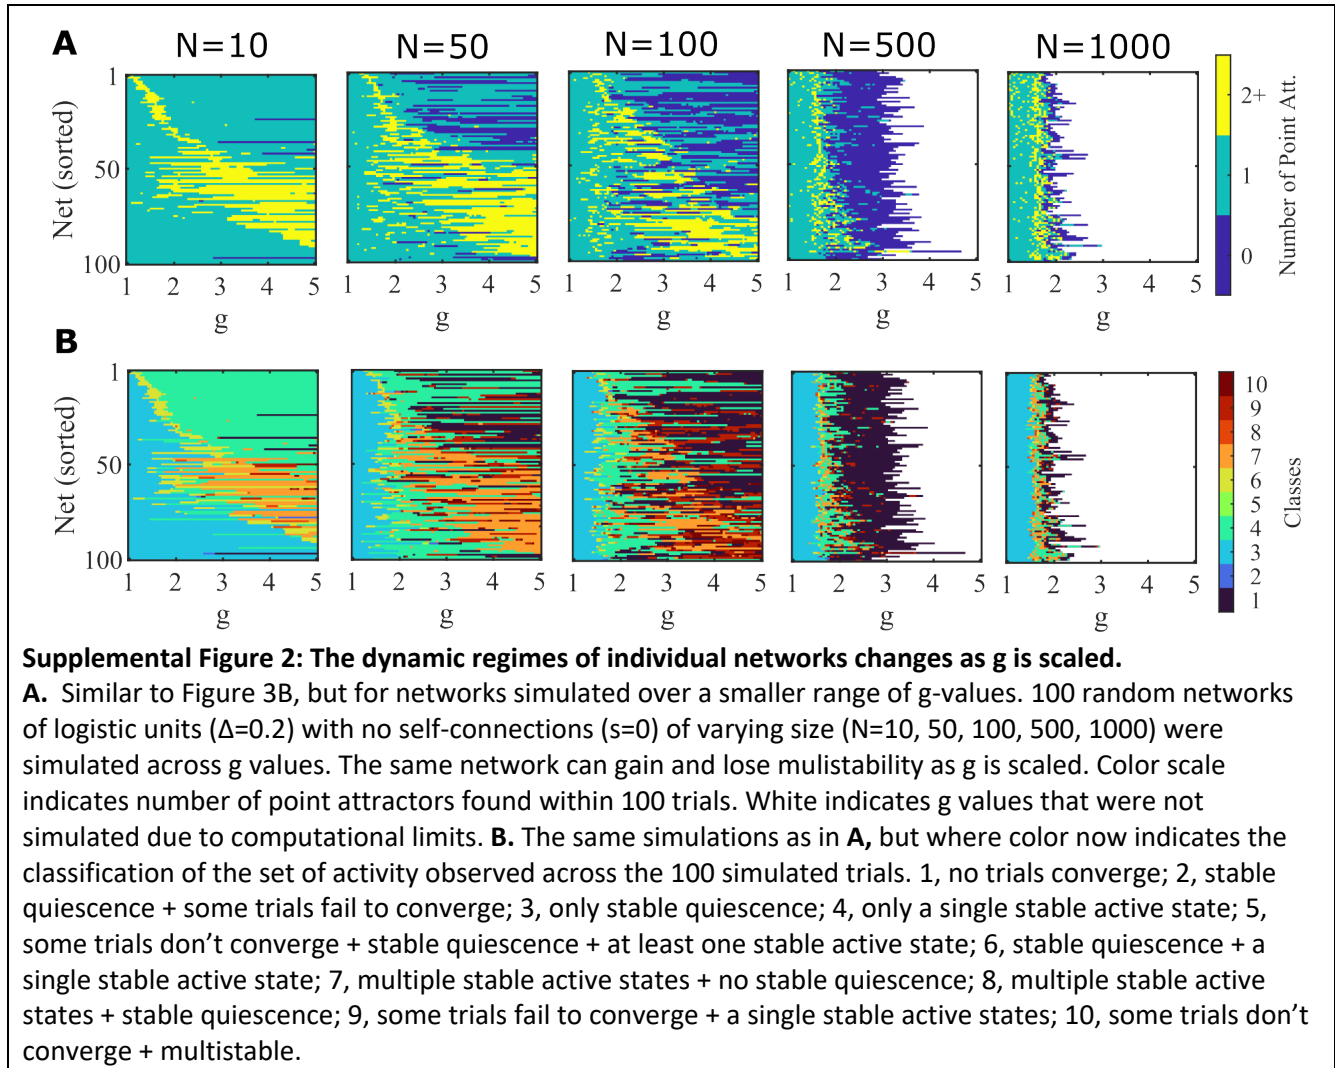 A
N=10 N=50 N=100 N=500 N=1000
Net (sorted)
1
50
100
1 2 3 4 5
g
1 2 3 4 5
g
1 2 3 4 5
g
1 2 3 4 5
g
1 2 3 4 5
g
2+
1
0
Number of Point Att.
B
Net (sorted)
1
50
100
1 2 3 4 5
g
1 2 3 4 5
g
1 2 3 4 5
g
1 2 3 4 5
g
1 2 3 4 5
g
10
9
8
7
6
5
4
3
2
1
Classes
Supplemental Figure 2: The dynamic regimes of individual networks changes as g is scaled.
A. Similar to Figure 3B, but for networks simulated over a smaller range of g-values. 100 random networks
of logistic units (Δ=0.2) with no self-connections (s=0) of varying size (N=10, 50, 100, 500, 1000) were
simulated across g values. The same network can gain and lose mulistability as g is scaled. Color scale
indicates number of point attractors found within 100 trials. White indicates g values that were not
simulated due to computational limits. B. The same simulations as in A, but where color now indicates the
classification of the set of activity observed across the 100 simulated trials. 1, no trials converge; 2, stable
quiescence + some trials fail to converge; 3, only stable quiescence; 4, only a single stable active state; 5,
some trials don't converge + stable quiescence + at least one stable active state; 6, stable quiescence + a
single stable active state; 7, multiple stable active states + no stable quiescence; 8, multiple stable active
states + stable quiescence; 9, some trials fail to converge + a single stable active states; 10, some trials don't
converge + multistable.